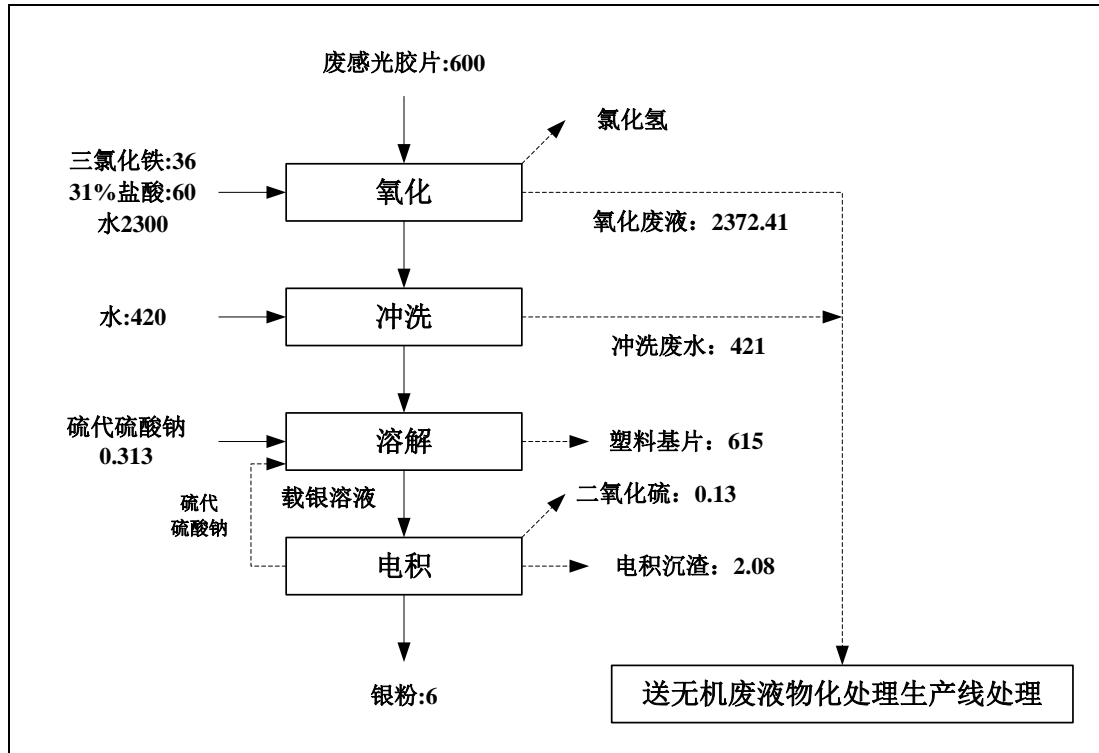 废感光胶片:600
氯化氢
三氯化铁:36
31%盐酸:60
水2300
氧化
氧化废液：2372.41
水:420
冲洗
冲洗废水：421
硫代硫酸钠
0.313
溶解
塑料基片：615
硫代
硫酸钠
载银溶液
二氧化硫：0.13
电积
电积沉渣：2.08
银粉:6
送无机废液物化处理生产线处理